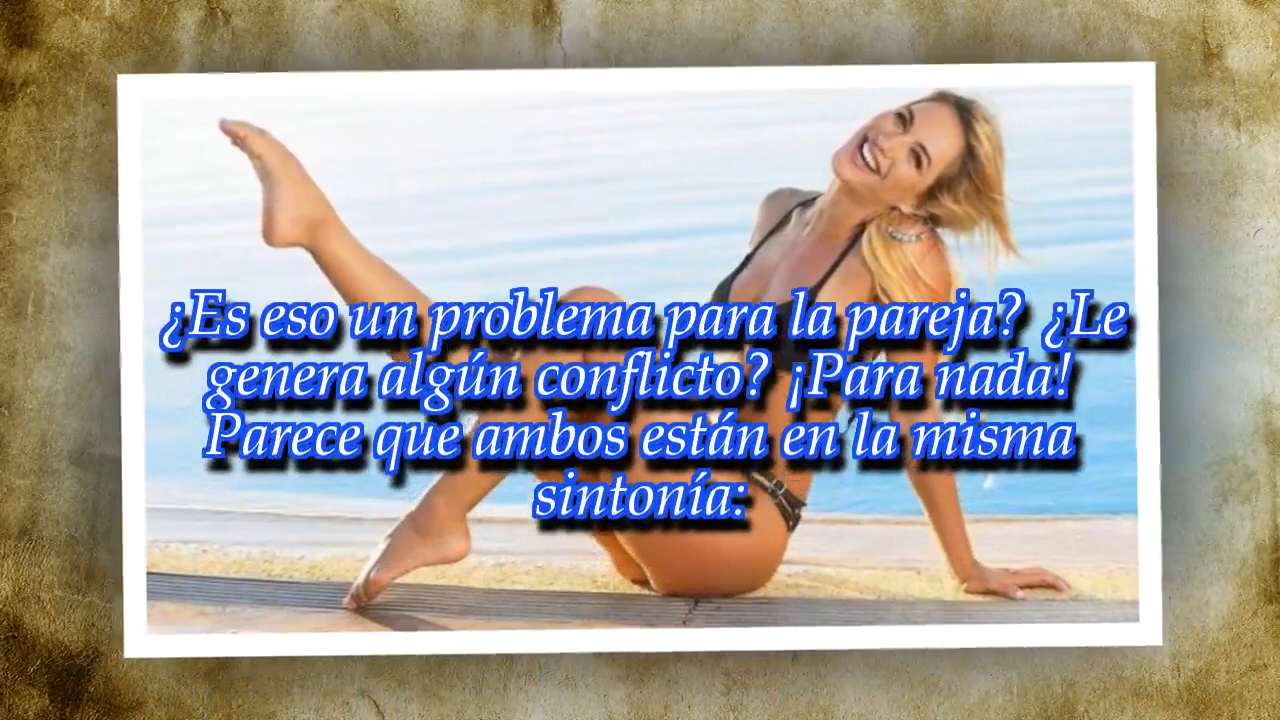 ¿Es eso un problema para la pareja? ¿Le
genera algún conflicto? ¡Para nada!
Parece que ambos están en la misma
sintonía: